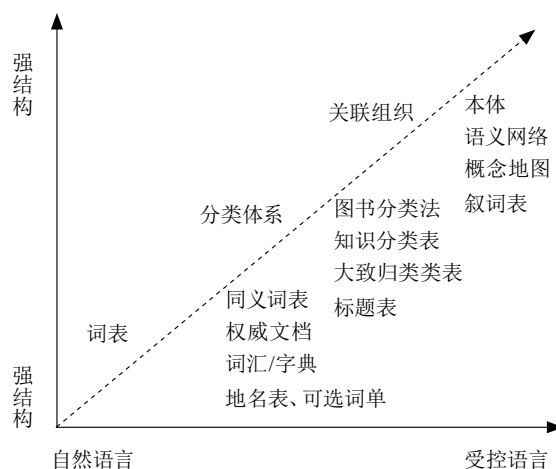 强结构
关联组织
本体
语义网络
概念地图
叙词表
分类体系
图书分类法
知识分类表
大致归类类表
标题表
词表
同义词表
权威文档
词汇/字典
地名表、可选词单
强结构
自然语言
受控语言